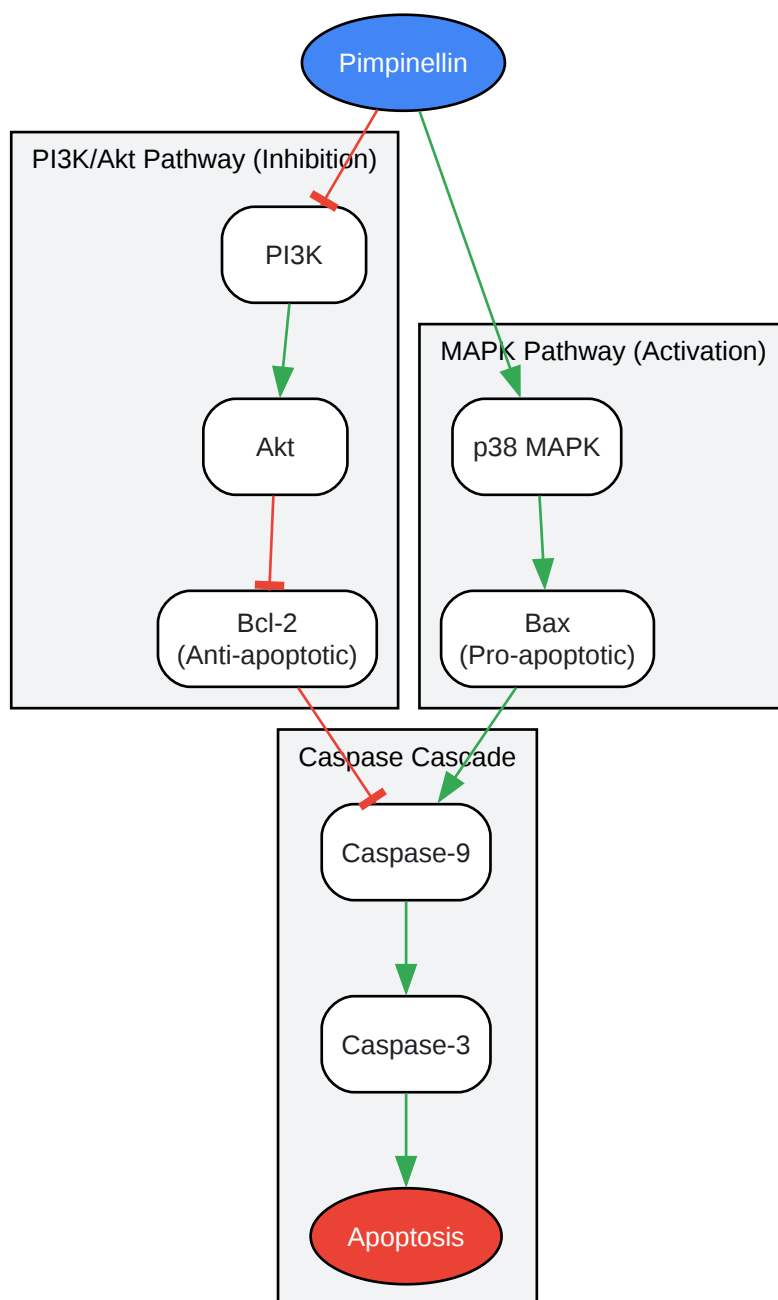 Pimpinellin
PI3K/Akt Pathway (Inhibition)
PI3K
MAPK Pathway (Activation)
Akt
p38 MAPK
Bcl-2
(Anti-apoptotic)
Bax
(Pro-apoptotic)
Caspase Cascade
Caspase-9
Caspase-3
Apoptosis